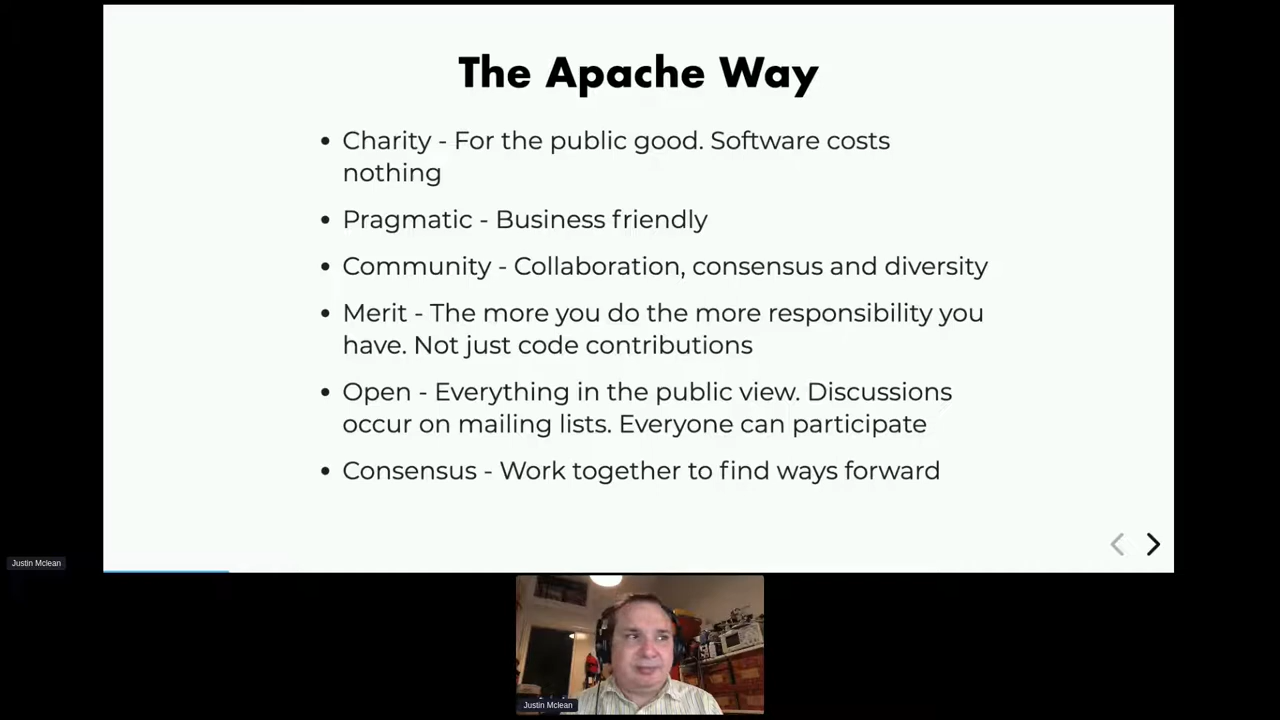 The Apache Way
• Charity - For the public good. Software costs
nothing
• Pragmatic - Business friendly
• Community - Collaboration, consensus and diversity
• Merit - The more you do the more responsibility you
have. Not just code contributions
• Open - Everything in the public view. Discussions
occur on mailing lists. Everyone can participate
• Consensus - Work together to find ways forward
Justin Mclean
Justin Mclean